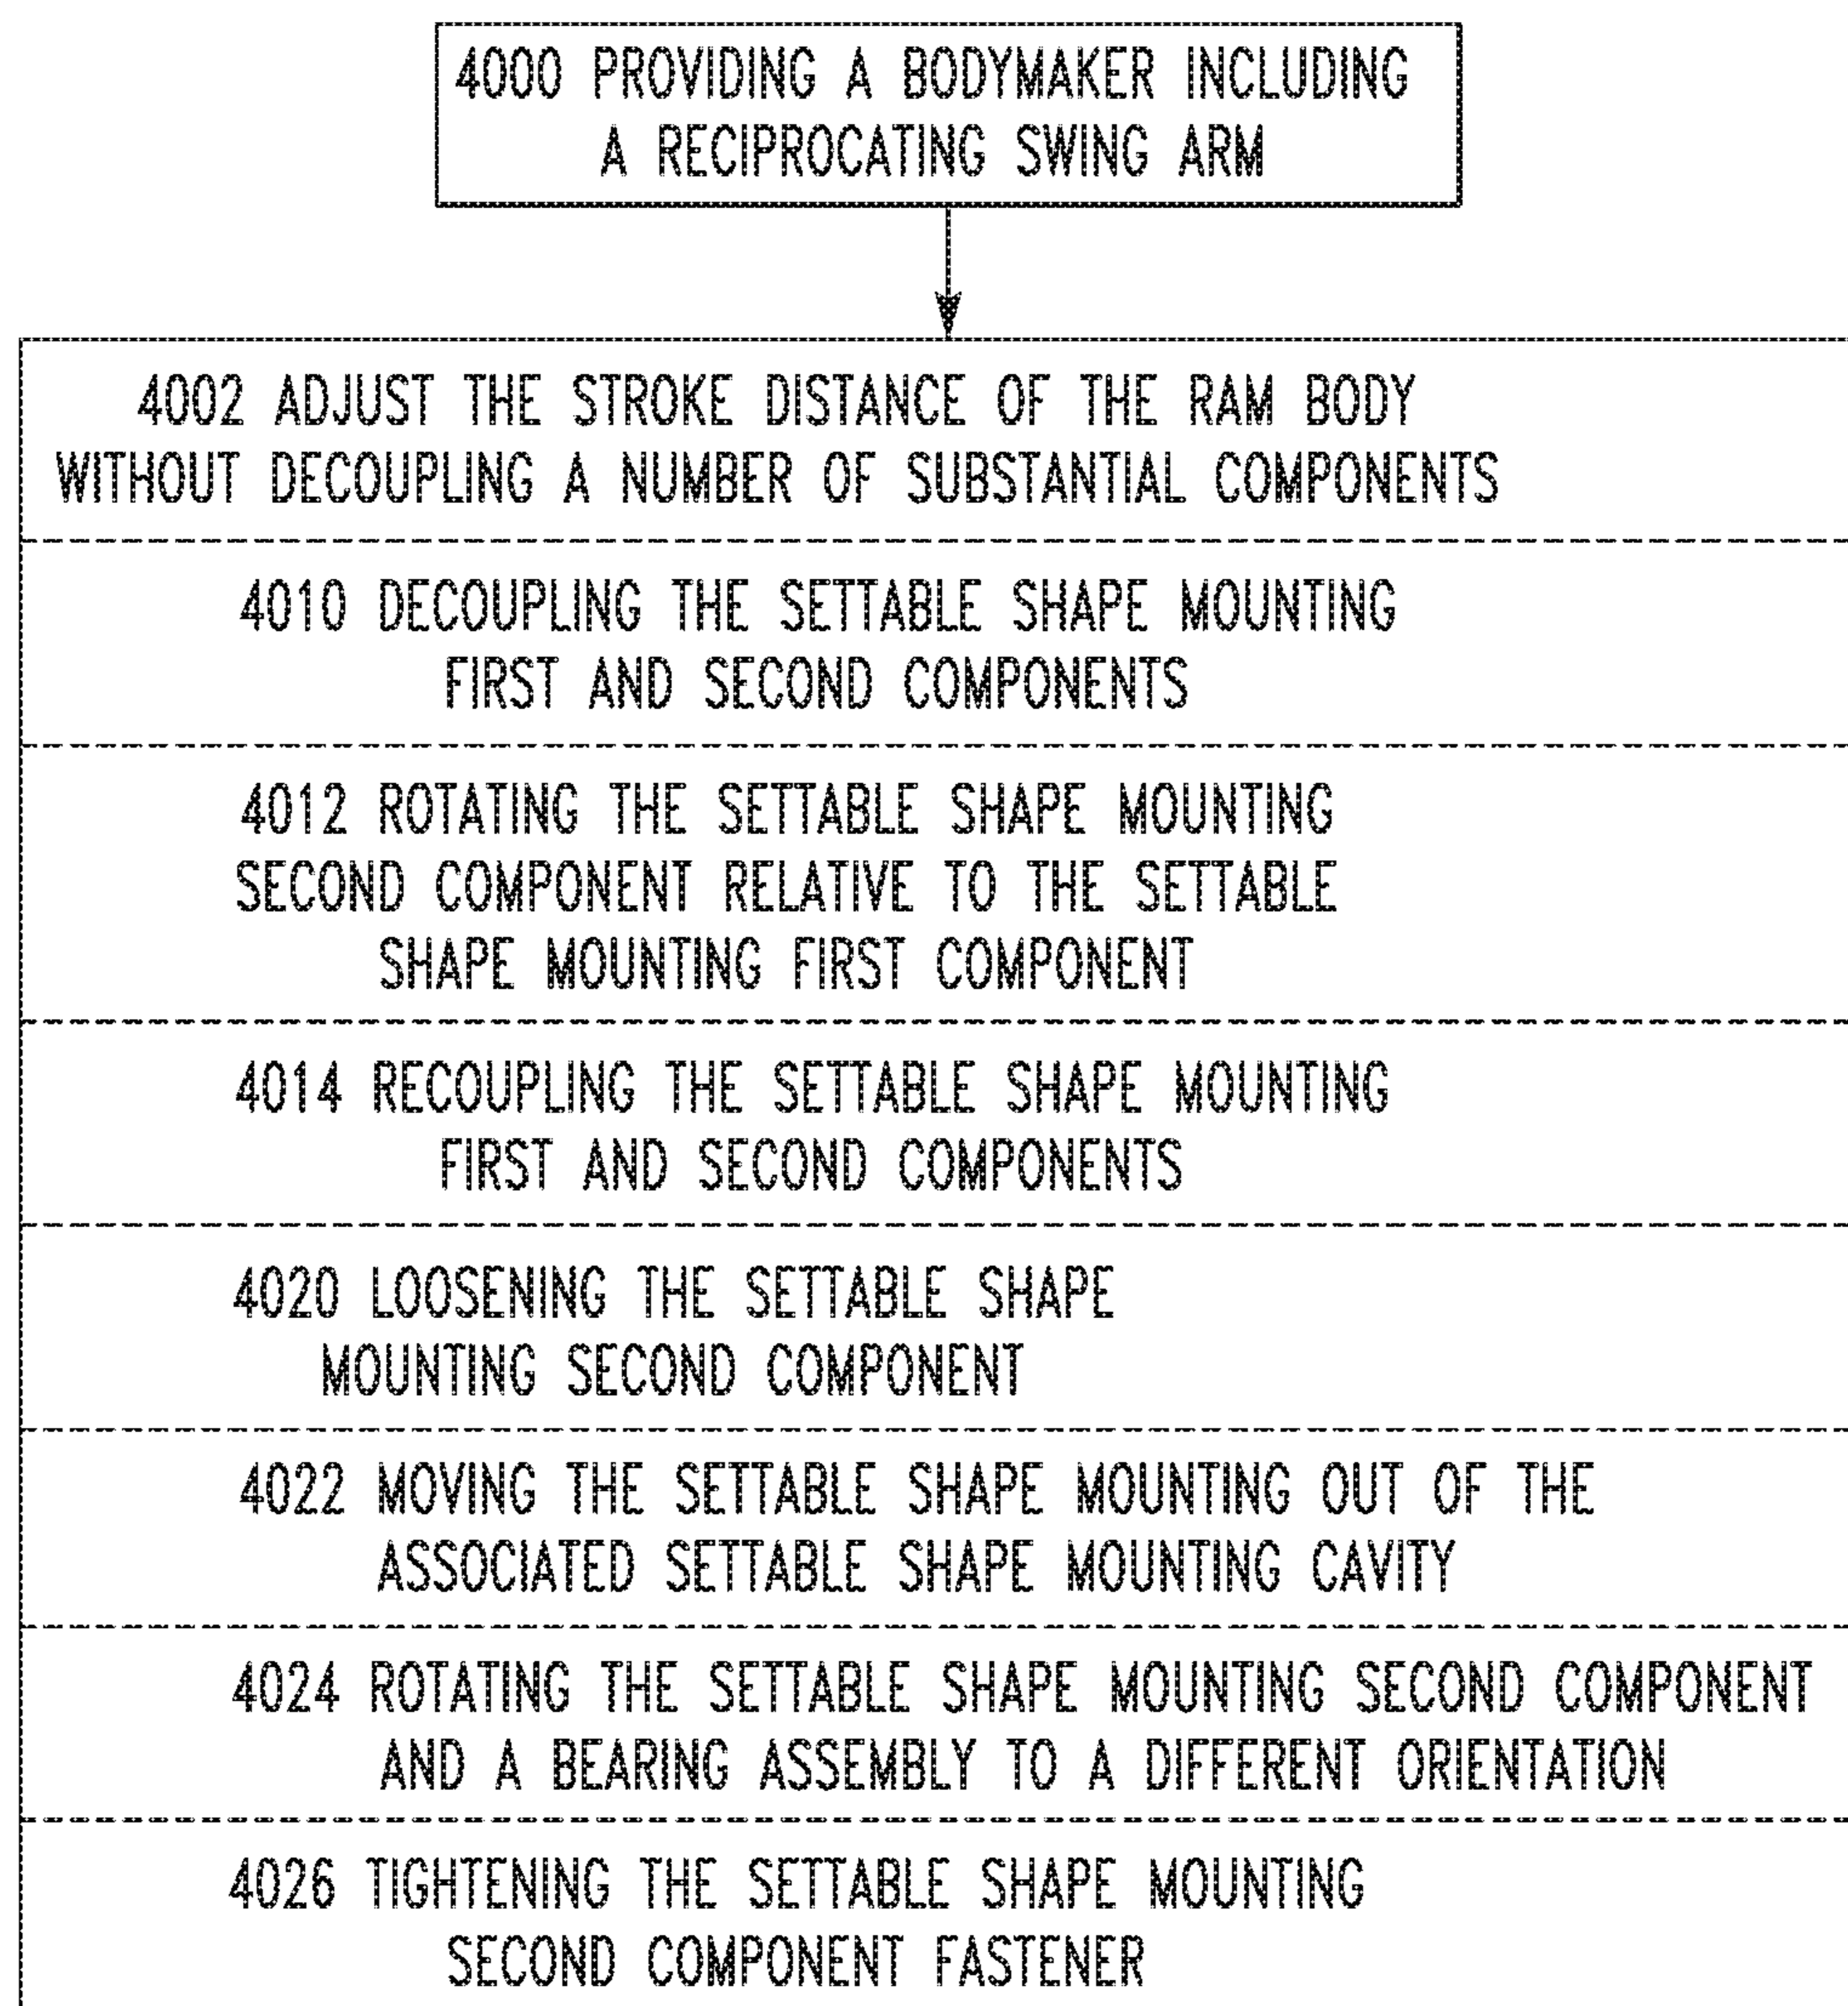 4000 PROVIDING A BODYMAKER INCLUDING
A RECIPROCATING SWING ARM
4002 ADJUST THE STROKE DISTANCE OF THE RAM BODY
WITHOUT DECOUPLING A NUMBER OF SUBSTANTIAL COMPONENTS
4010 DECOUPLING THE SETTABLE SHAPE MOUNTING
FIRST AND SECOND COMPONENTS
4012 ROTATING THE SETTABLE SHAPE MOUNTING
SECOND COMPONENT RELATIVE TO THE SETTABLE
SHAPE MOUNTING FIRST COMPONENT
4014 RECOUPLING THE SETTABLE SHAPE MOUNTING
FIRST AND SECOND COMPONENTS
4020 LOOSENING THE SETTABLE SHAPE
MOUNTING SECOND COMPONENT
4022 MOVING THE SETTABLE SHAPE MOUNTING OUT OF THE
ASSOCIATED SETTABLE SHAPE MOUNTING CAVITY
4024 ROTATING THE SETTABLE SHAPE MOUNTING SECOND COMPONENT
AND A BEARING ASSEMBLY TO A DIFFERENT ORIENTATION
4026 TIGHTENING THE SETTABLE SHAPE MOUNTING
SECOND COMPONENT FASTENER